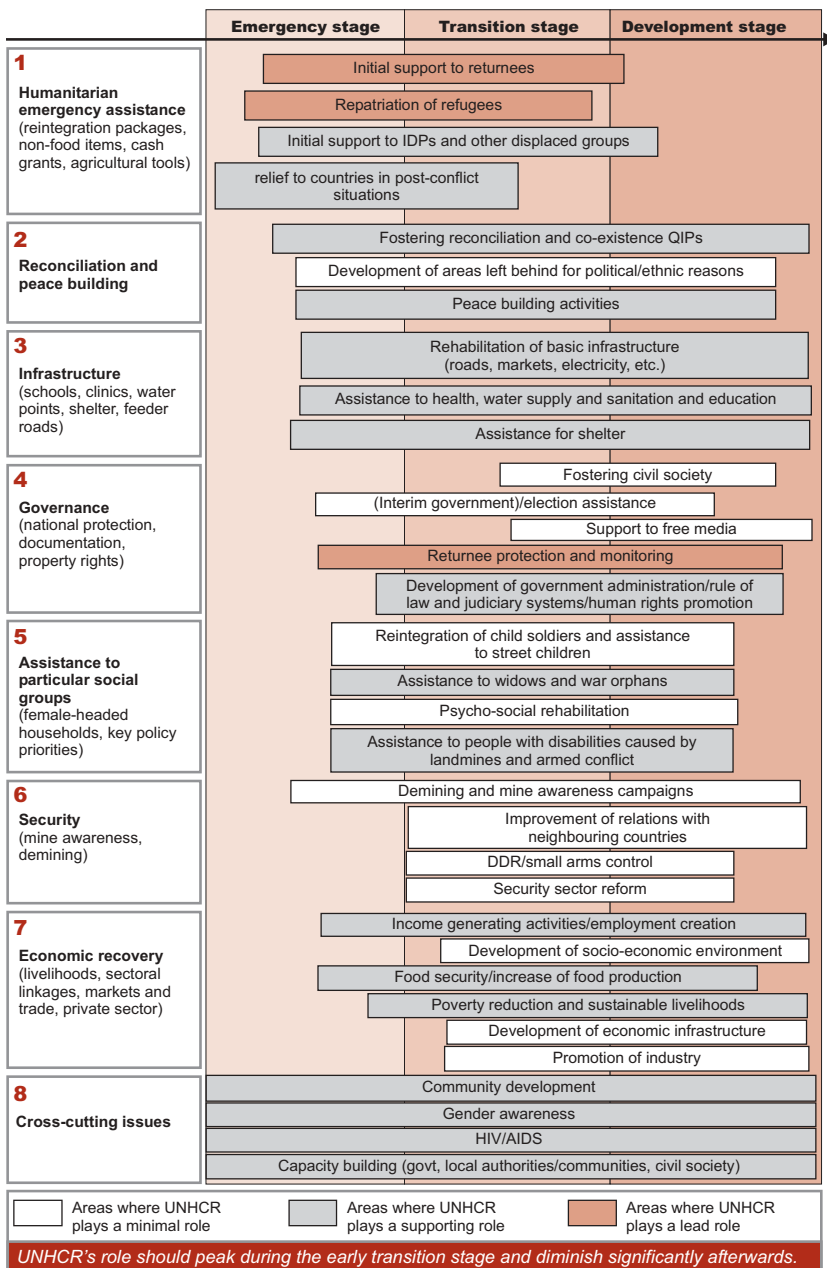 Emergency stage Transition stage Development stage
1
Humanitarian
emergency assistance
(reintegration packages,
non-food items, cash
grants, agricultural tools)
Initial support to returnees
Repatriation of refugees
Initial support to IDPs and other displaced groups
relief to countries in post-conflict
situations
2
Reconciliation and
peace building
Fostering reconciliation and co-existence QIPs
Development of areas left behind for political/ethnic reasons
Peace building activities
3
Infrastructure
(schools, clinics, water
points, shelter, feeder
roads)
Rehabilitation of basic infrastructure
(roads, markets, electricity, etc.)
Assistance to health, water supply and sanitation and education
Assistance for shelter
4
Governance
(national protection,
documentation,
property rights)
Fostering civil society
(Interim government)/election assistance
Support to free media
Returnee protection and monitoring
Development of government administration/rule of
law and judiciary systems/human rights promotion
5
Assistance to
particular social
groups
(female-headed
households, key policy
priorities)
Reintegration of child soldiers and assistance
to street children
Assistance to widows and war orphans
Psycho-social rehabilitation
Assistance to people with disabilities caused by
landmines and armed conflict
6
Security
(mine awareness,
demining)
Demining and mine awareness campaigns
Improvement of relations with
neighbouring countries
DDR/small arms control
Security sector reform
7
Economic recovery
(livelihoods, sectoral
linkages, markets and
trade, private sector)
Income generating activities/employment creation
Development of socio-economic environment
Food security/increase of food production
Poverty reduction and sustainable livelihoods
Development of economic infrastructure
Promotion of industry
8
Cross-cutting issues
Community development
Gender awareness
HIV/AIDS
Capacity building (govt, local authorities/communities, civil society)
Areas where UNHCR
plays a minimal role
Areas where UNHCR
plays a supporting role
Areas where UNHCR
plays a lead role
UNHCR's role should peak during the early transition stage and diminish significantly afterwards.